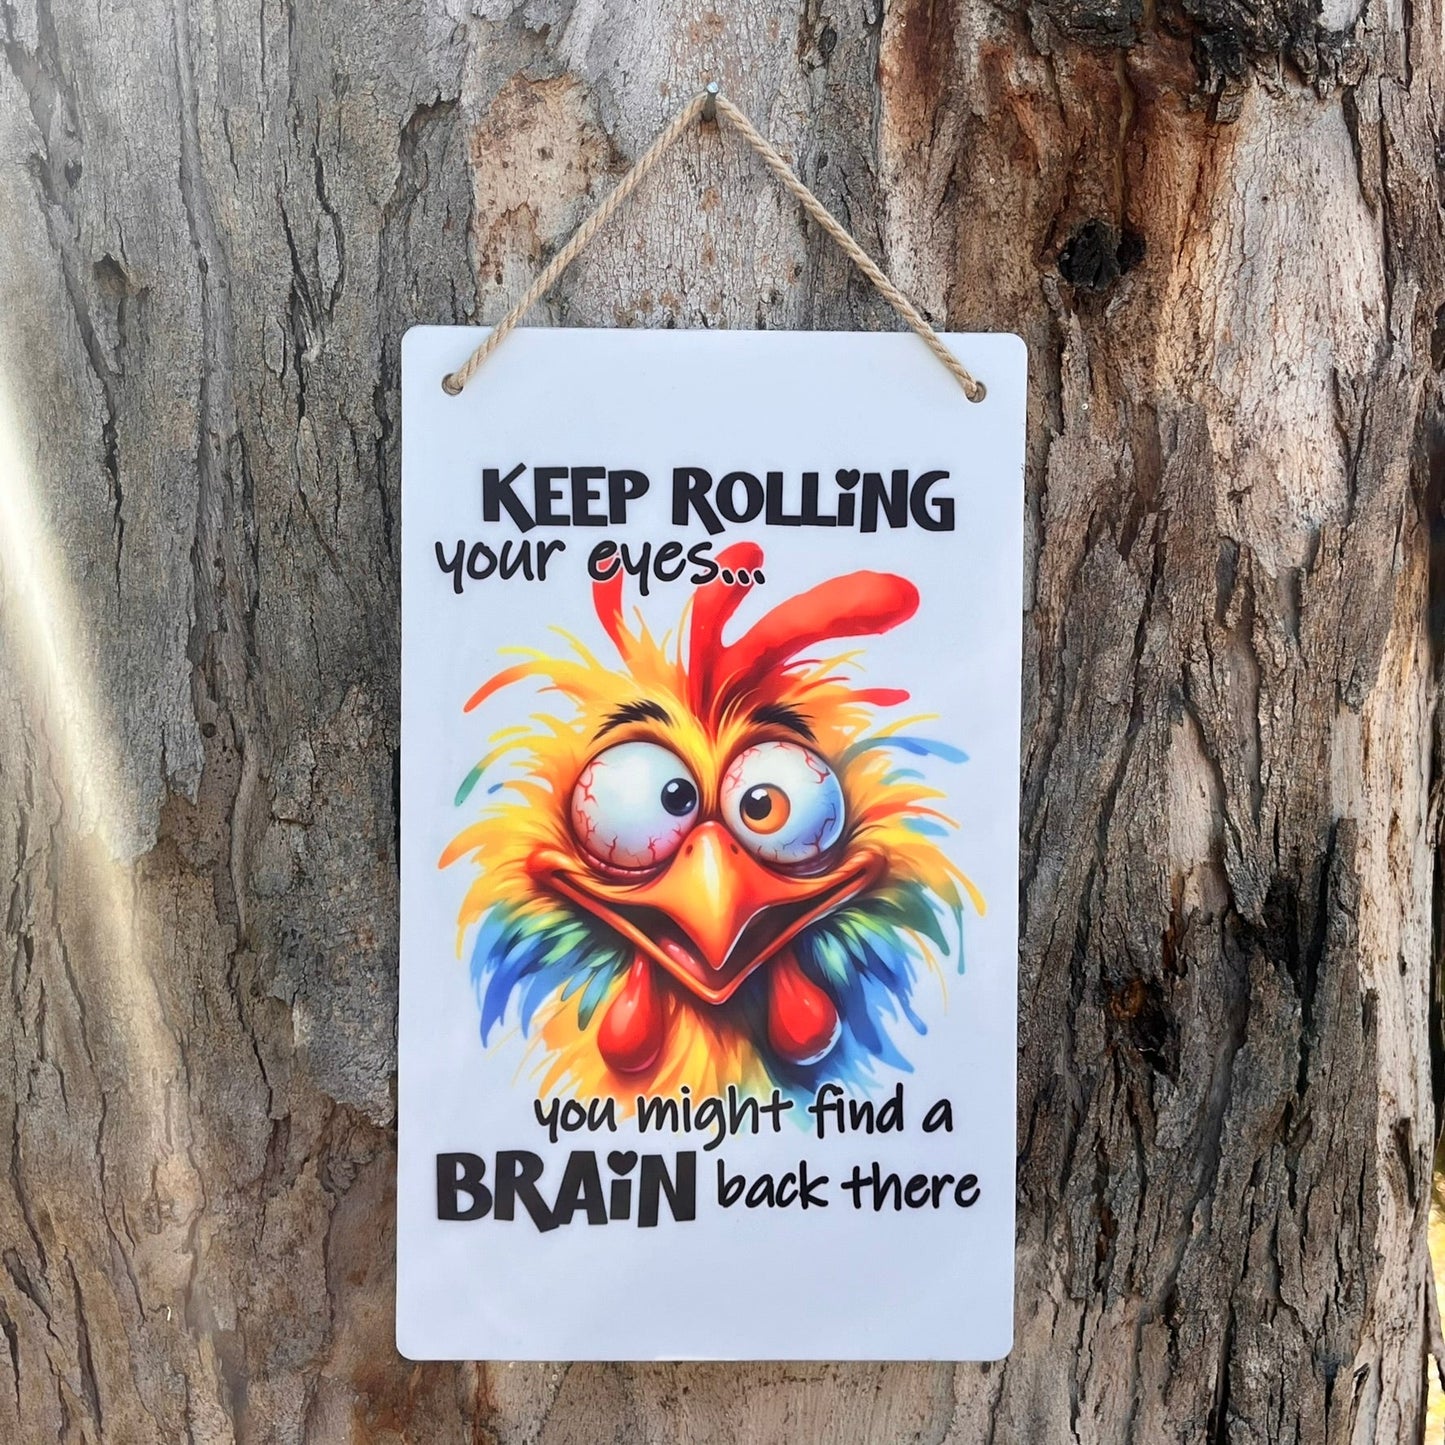 KEEP ROLLiNG
your eyes...
you might find a
BRAiN back there